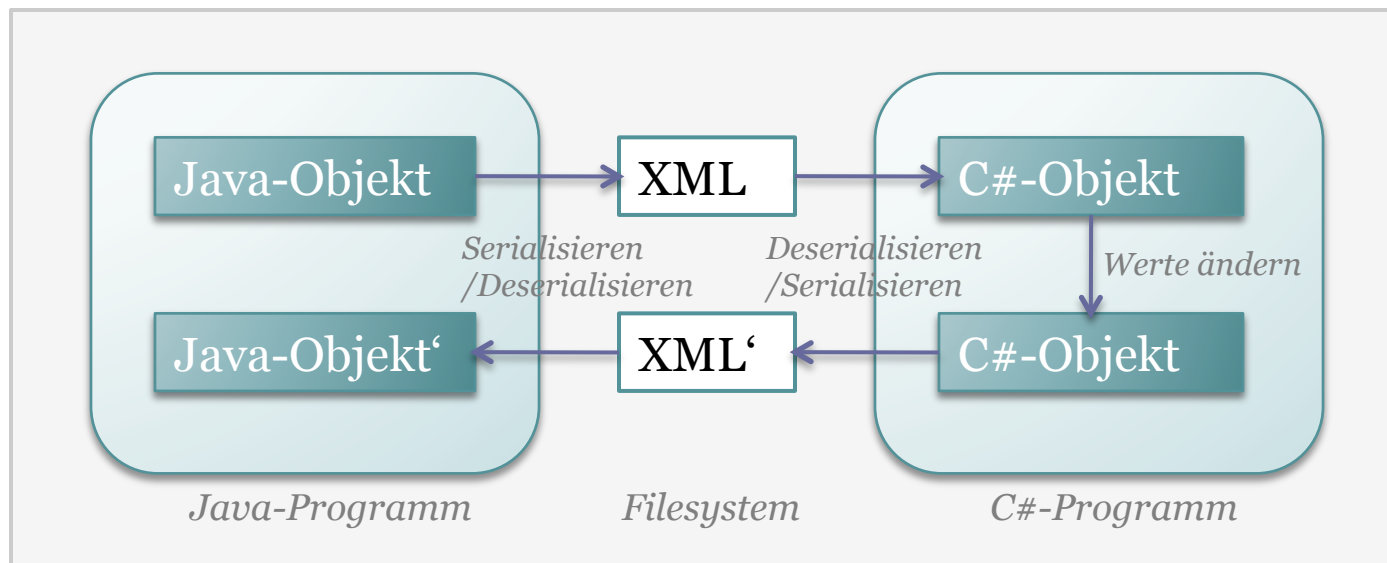 Java-Objekt
XML
C#-Objekt
Serialisieren
/Deserialisieren
Deserialisieren
/Serialisieren
Werte ändern
Java-Objekt‘
XML‘
C#-Objekt
Java-Programm
Filesystem
C#-Programm